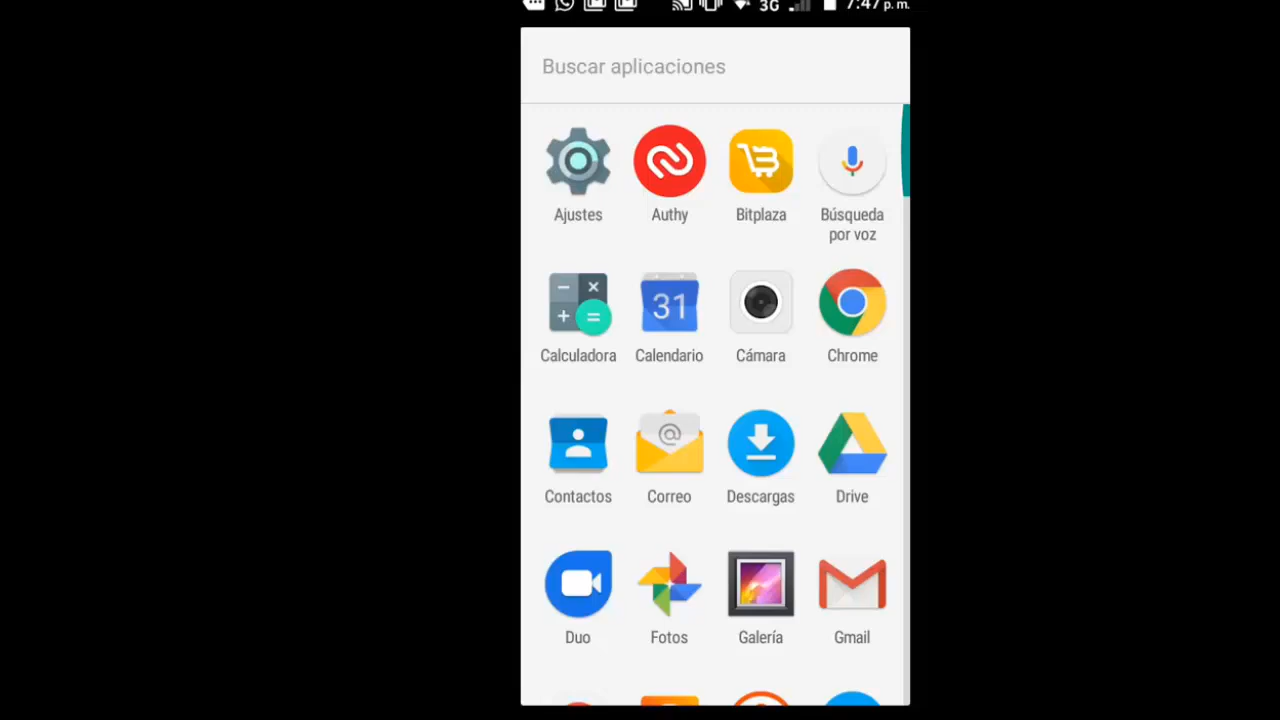 3G 7:47 p. m.
Buscar aplicaciones
Ajustes
Authy
Bitplaza
Búsqueda
por voz
31
Calculadora
Calendario
Cámara
Chrome
Contactos
Correo
Descargas
Drive
Duo
Fotos
Galería
Gmail